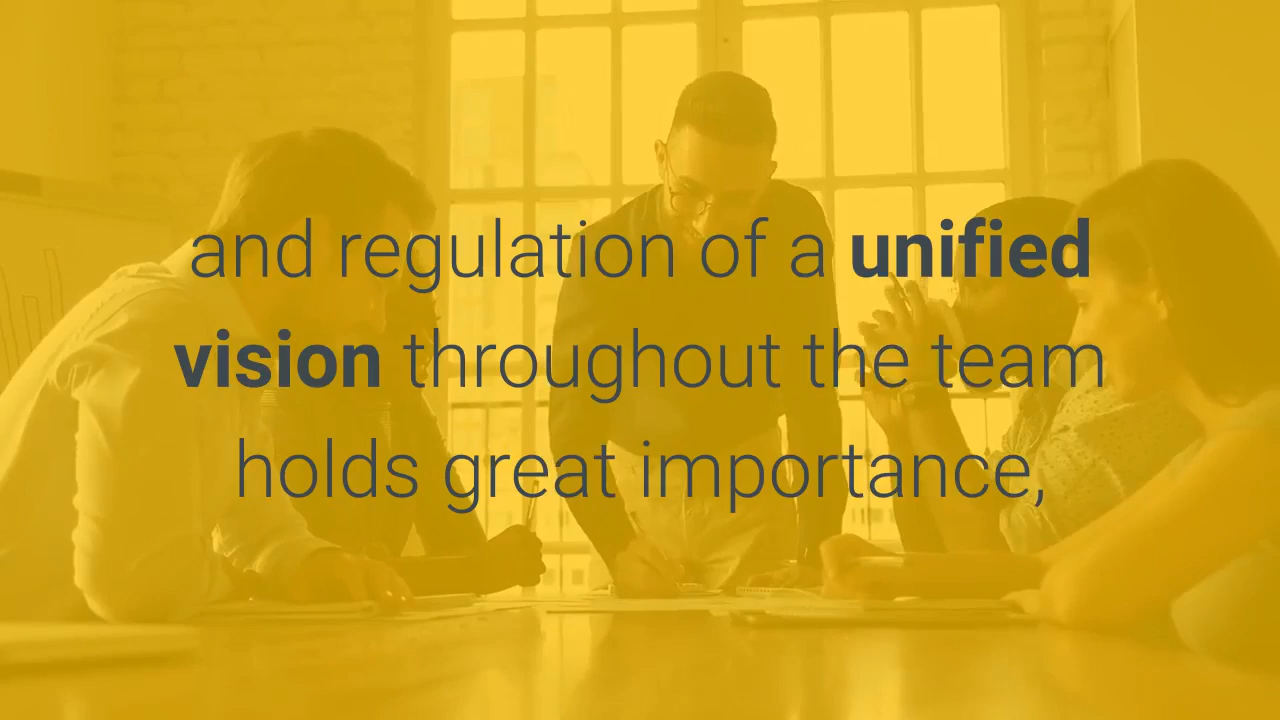 and regulation of a unified
vision throughout the team
holds great importance,